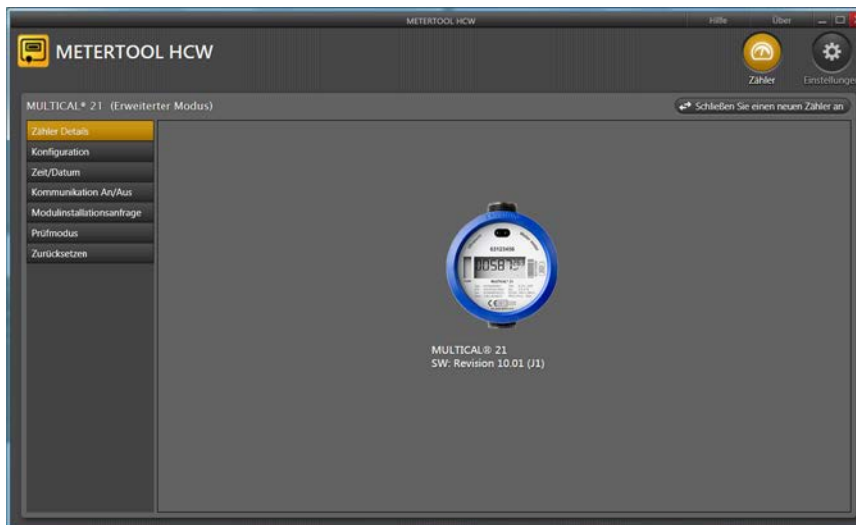 METERTOOL HCW
Hilfe
Über
METERTOOL HCW
Zähler
Einstellungen
MULTICAL® 21 (Erweiterter Modus)
Schließen Sie einen neuen Zähler an
Zähler Details
Konfiguration
Zeit/Datum
Kommunikation An/Aus
Modulinstallationsanfrage
Prüfmodus
Zurücksetzen
MULTICAL® 21
SW: Revision 10.01 (J1)